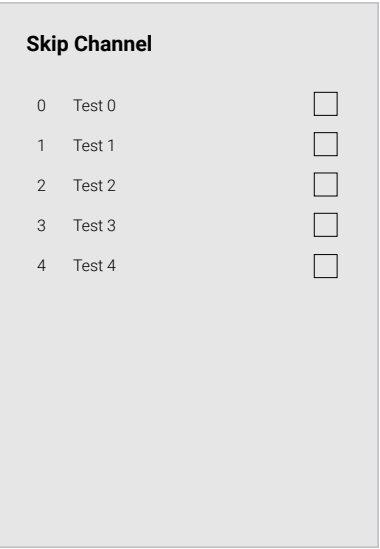 Skip Channel
0 Test 0
1 Test 1
2 Test 2
3 Test 3
4 Test 4